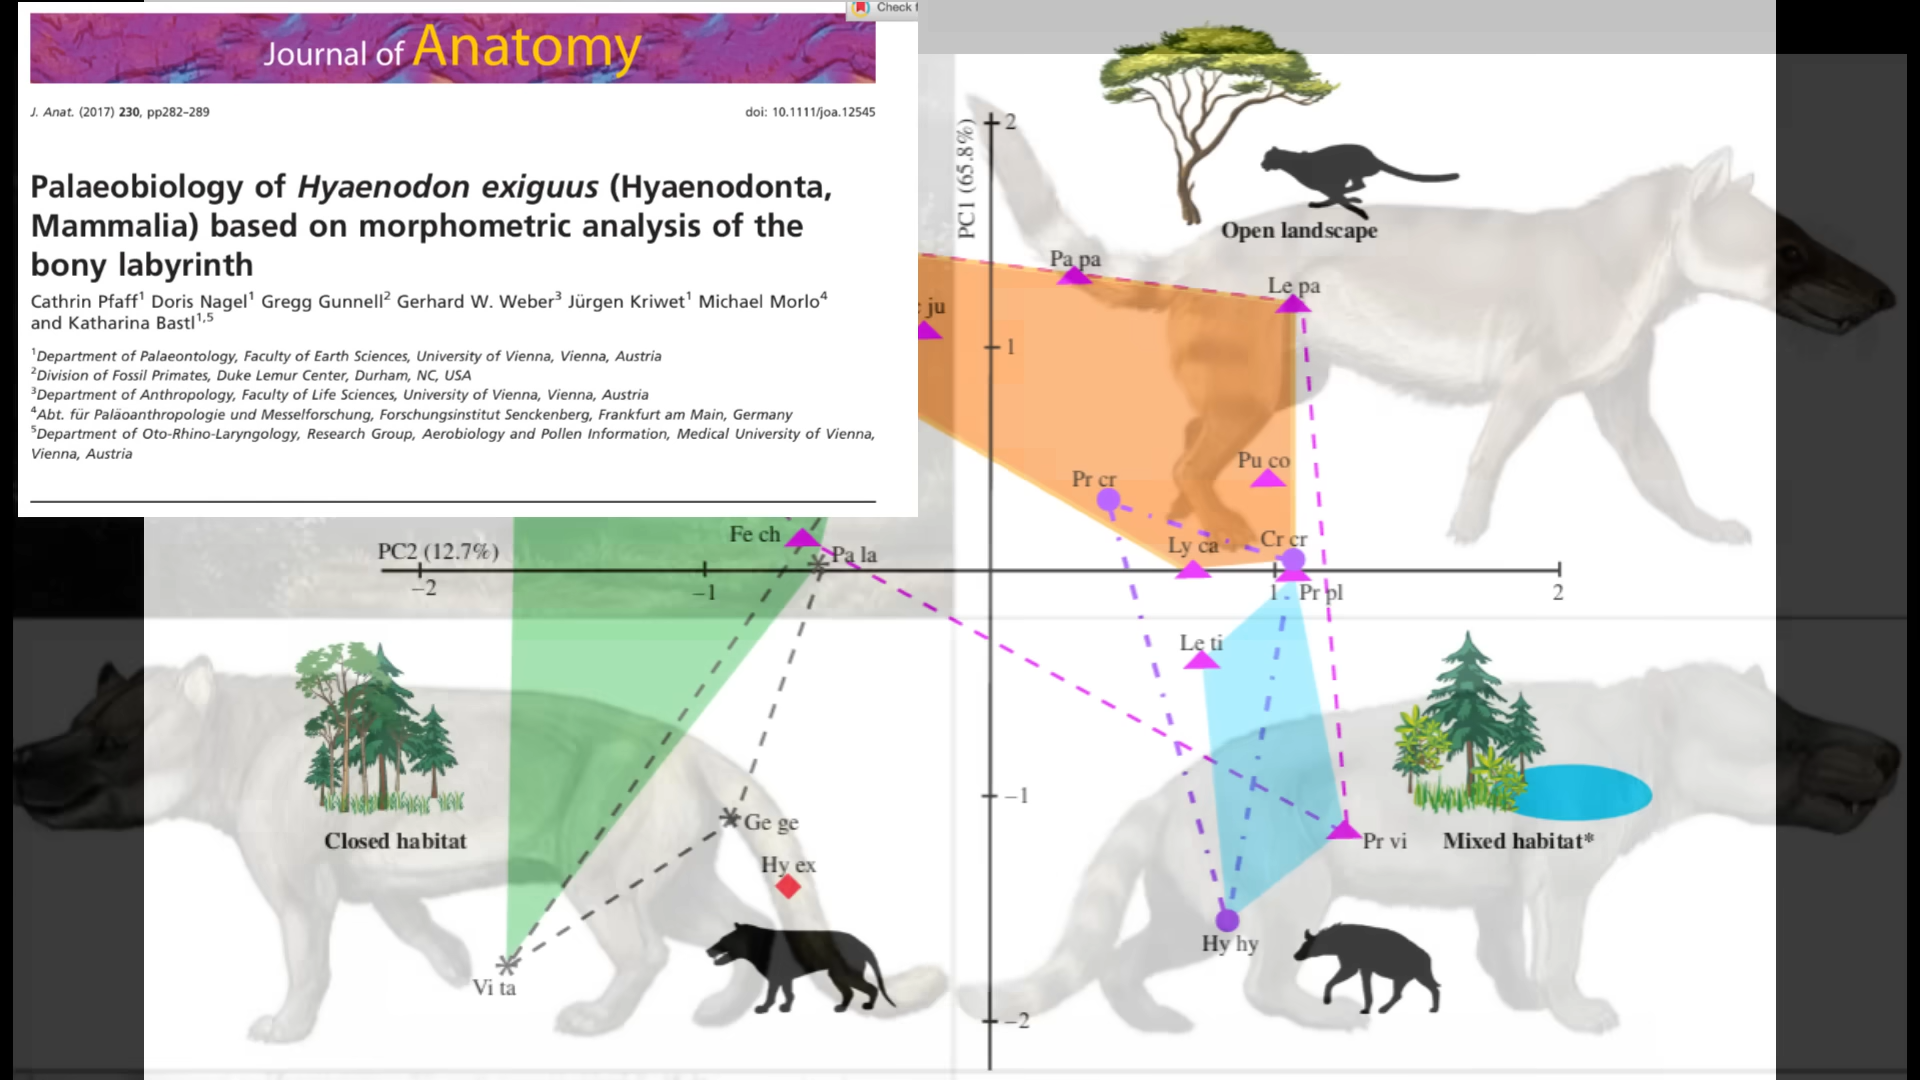 Check f
Journal of Anatomy
J. Anat. (2017) 230, pp282–289
doi: 10.1111/joa.12545
Palaeobiology of Hyaenodon exiguus (Hyaenodonta,
Mammalia) based on morphometric analysis of the
bony labyrinth
Cathrin Pfaff1 Doris Nagel1 Gregg Gunnell2 Gerhard W. Weber3 Jürgen Kriwet1 Michael Morlo4
and Katharina Bastl1,5
1Department of Palaeontology, Faculty of Earth Sciences, University of Vienna, Vienna, Austria
2Division of Fossil Primates, Duke Lemur Center, Durham, NC, USA
3Department of Anthropology, Faculty of Life Sciences, University of Vienna, Vienna, Austria
4Abt. für Paläoanthropologie und Messelforschung, Forschungsinstitut Senckenberg, Frankfurt am Main, Germany
5Department of Oto-Rhino-Laryngology, Research Group, Aerobiology and Pollen Information, Medical University of Vienna,
Vienna, Austria
PC1 (65.8%)
2
Open landscape
Pa pa
Le pa
ju
1
Pu co
Pr cr
Fe ch
Ly ca
Cr cr
PC2 (12.7%)
Pa la
–2
–1
1
Pr pl
2
Le ti
–1
Ge ge
Closed habitat
Pr vi
Mixed habitat*
Hy ex
Hy hy
Vi ta
–2